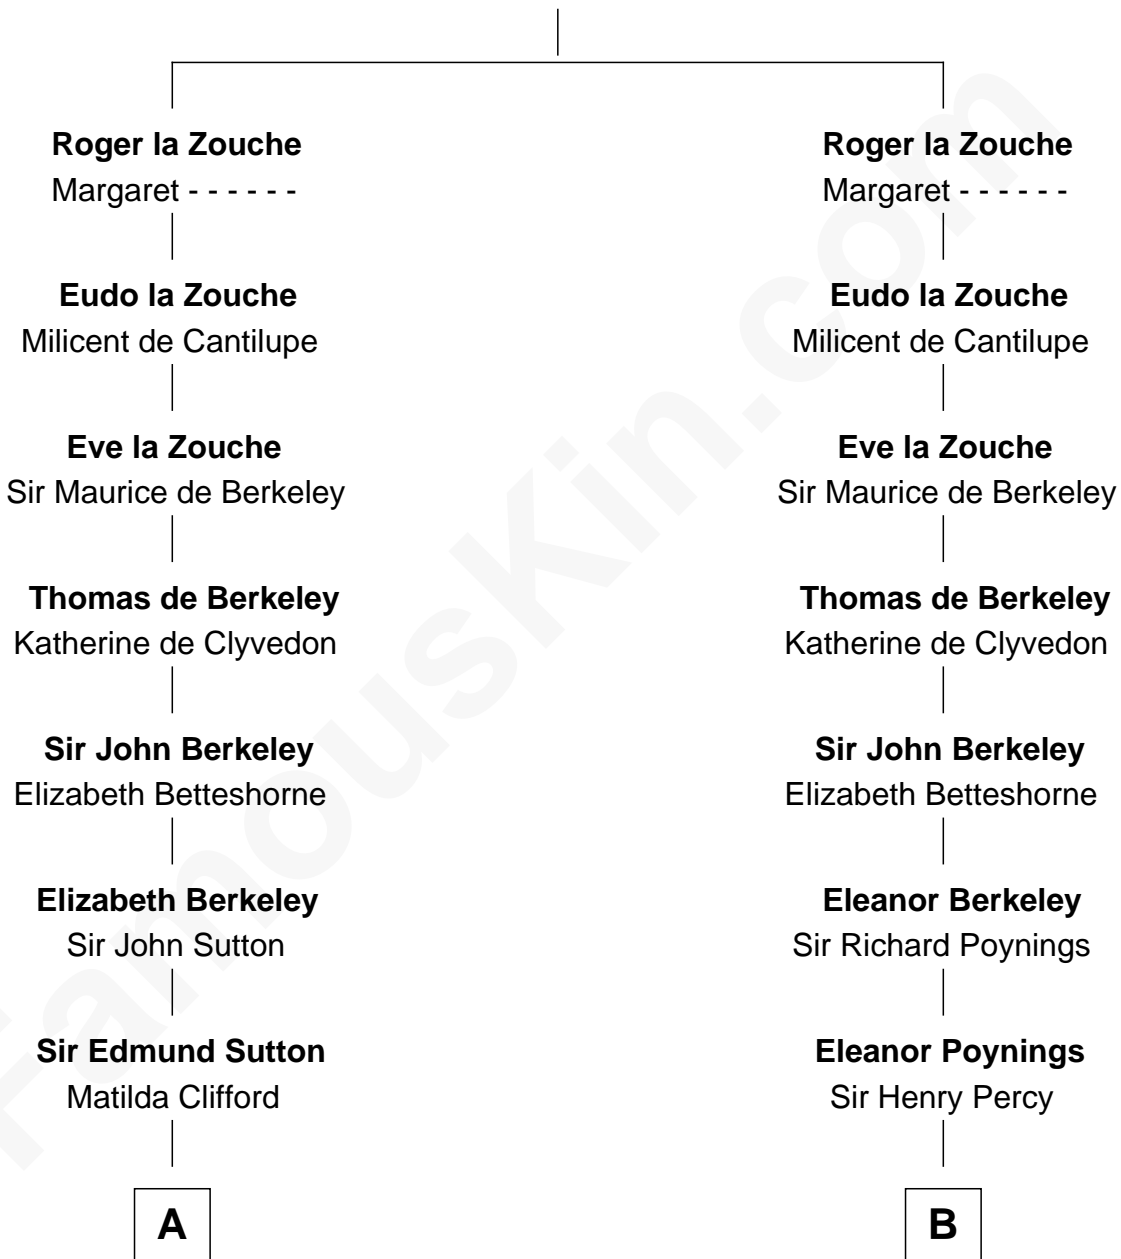 Roger la Zouche
Margaret - - - - - -
Eudo la Zouche
Milicent de Cantilupe
Eve la Zouche
Sir Maurice de Berkeley
Thomas de Berkeley
Katherine de Clyvedon
Sir John Berkeley
Elizabeth Betteshorne
Elizabeth Berkeley
Sir John Sutton
Sir Edmund Sutton
Matilda Clifford
A
Roger la Zouche
Margaret - - - - - -
Eudo la Zouche
Milicent de Cantilupe
Eve la Zouche
Sir Maurice de Berkeley
Thomas de Berkeley
Katherine de Clyvedon
Sir John Berkeley
Elizabeth Betteshorne
Eleanor Berkeley
Sir Richard Poynings
Eleanor Poynings
Sir Henry Percy
B
FamousKin.com